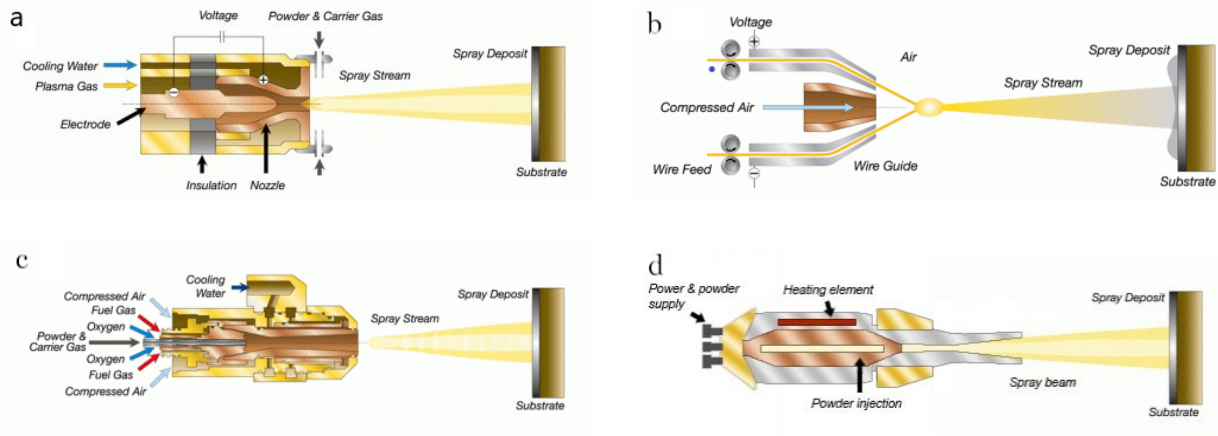 a
Voltage
Powder & Carrier Gas
Cooling Water
Plasma Gas
Electrode
Insulation
Nozzle
Spray Stream
Spray Deposit
Substrate
b
Voltage
Air
Compressed Air
Wire Feed
Wire Guide
Spray Stream
Spray Deposit
Substrate
c
Cooling
Water
Compressed Air
Fuel Gas
Oxygen
Powder &
Carrier Gas
Oxygen
Fuel Gas
Compressed Air
Spray Stream
Spray Deposit
Substrate
d
Power & powder
supply
Heating element
Powder injection
Spray beam
Spray Deposit
Substrate